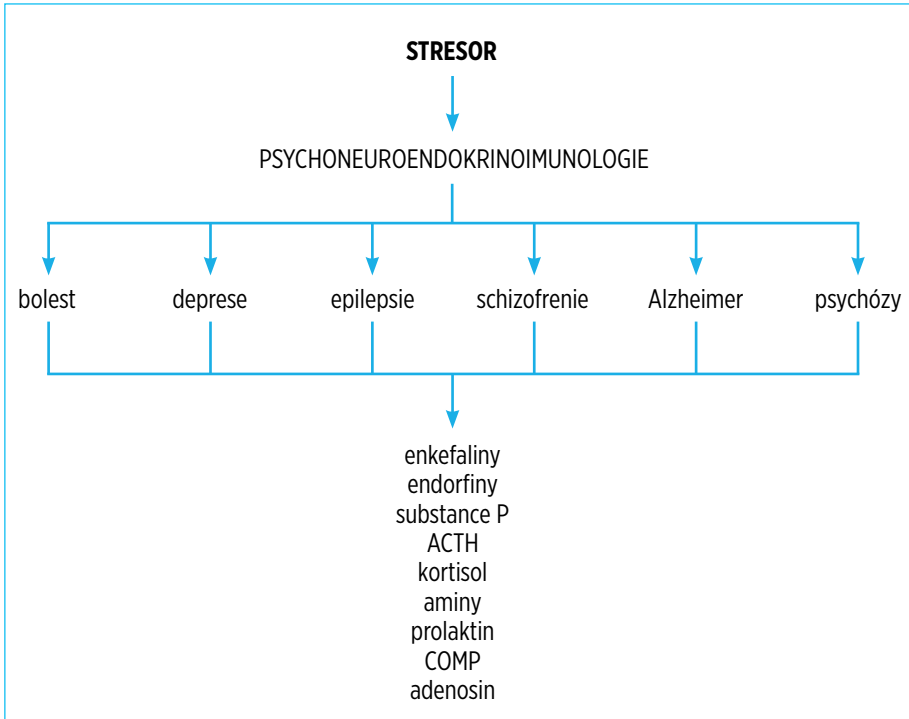 STRESOR
PSYCHONEUROENDOKRINOIMUNOLOGIE
bolest deprese epilepsie schizofrenie Alzheimer psychózy
enkefaliny
endorfiny
substance P
ACTH
kortisol
aminy
prolaktin
COMP
adenosin